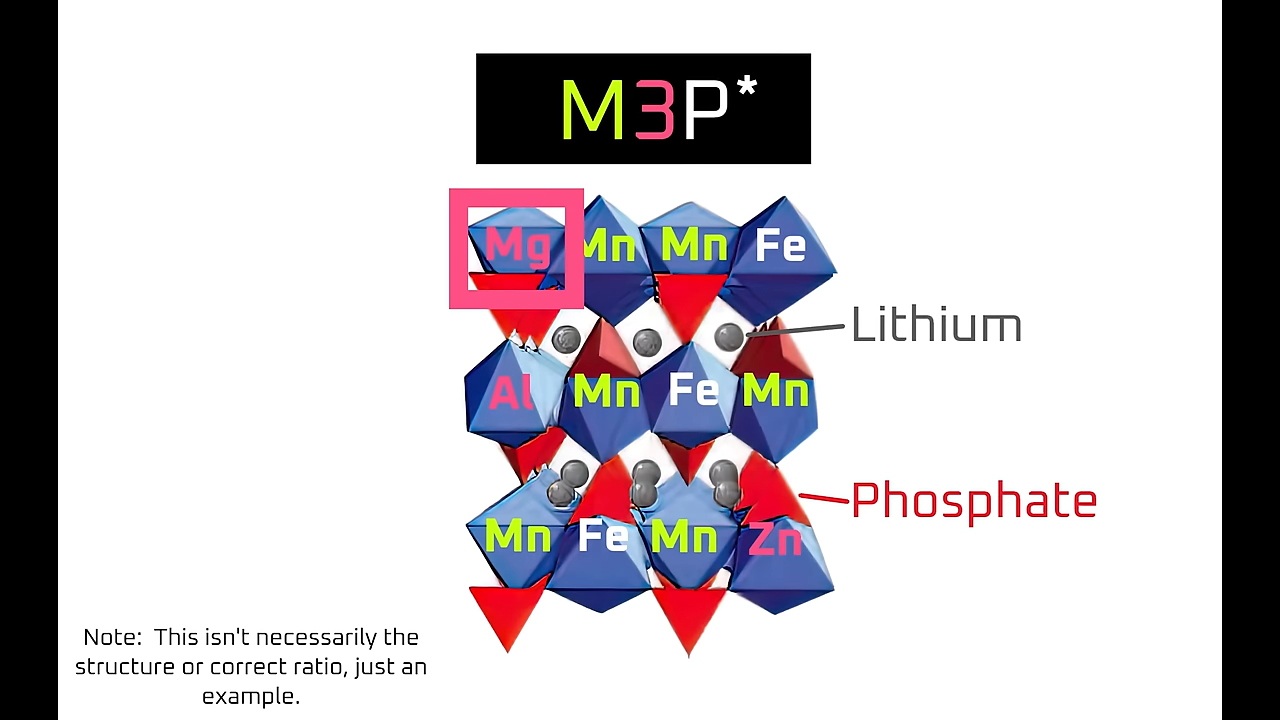 M3P*
Mg Mn Mn Fe
Lithium
Al Mn Fe Mn
Phosphate
Mn Fe Mn Zn
Note: This isn't necessarily the
structure or correct ratio, just an
example.